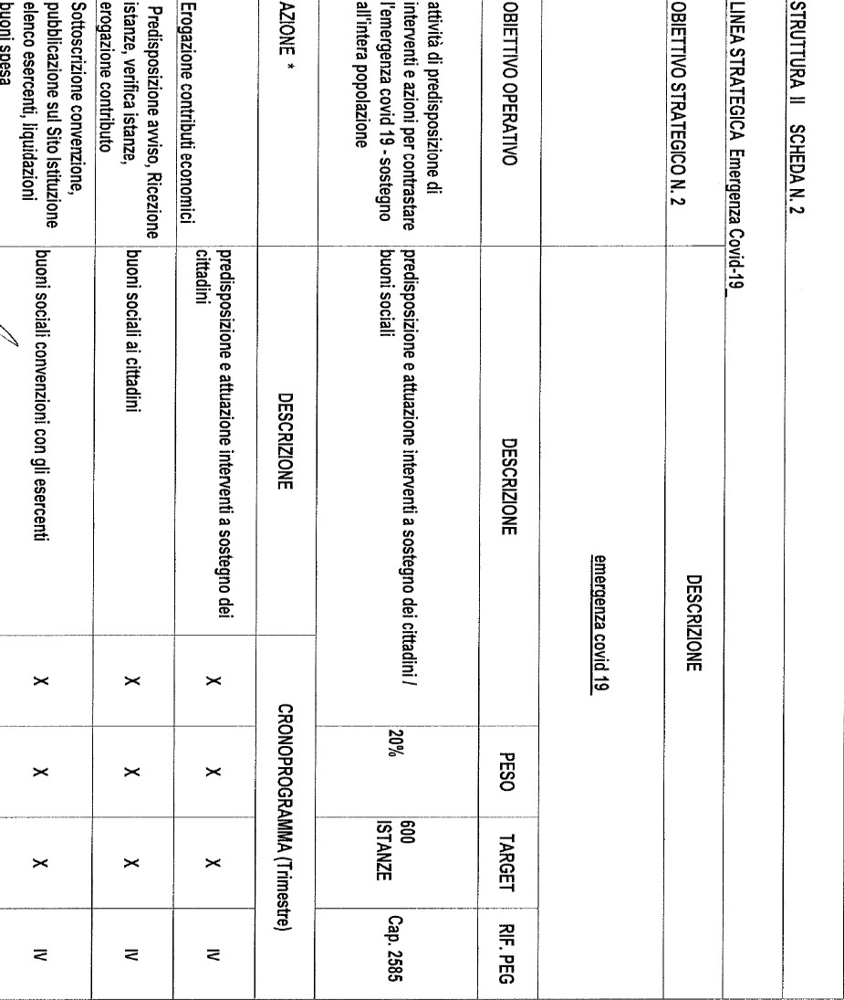 STRUTTURA II SCHEDA N. 2
LINEA STRATEGICA Emergenza Covid-19
OBIETTIVO STRATEGICO N. 2
DESCRIZIONE
emergenza covid 19
OBIETTIVO OPERATIVO
DESCRIZIONE
PESO
TARGET
RIF. PEG
attività di predisposizione di
interventi e azioni per contrastare
l'emergenza covid 19 - sostegno
all'intera popolazione
predisposizione e attuazione interventi a sostegno dei cittadini /
buoni sociali
20%
600
ISTANZE
Cap. 2585
AZIONE *
DESCRIZIONE
CRONOPROGRAMMA (Trimestre)
Erogazione contributi economici
predisposizione e attuazione interventi a sostegno dei
cittadini
X
X
X
IV
Predisposizione avviso, Ricezione
istanze, verifica istanze,
erogazione contributo
buoni sociali ai cittadini
X
X
X
IV
Sottoscrizione convenzione,
pubblicazione sul Sito Istituzione
elenco esercenti, liquidazioni
buoni spesa
buoni sociali convenzioni con gli esercenti
X
X
X
IV